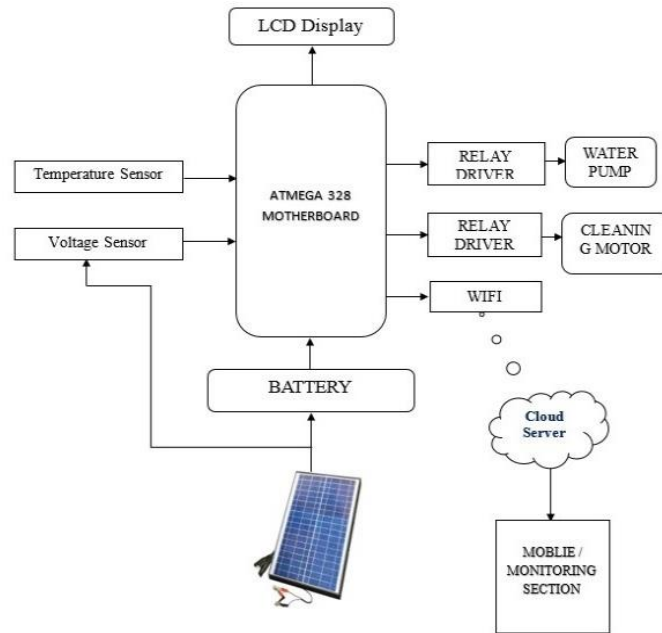 LCD Display
ATMEGA 328
MOTHERBOARD
Temperature Sensor
Voltage Sensor
RELAY
DRIVER
WATER
PUMP
RELAY
DRIVER
CLEANIN
G MOTOR
WIFI
BATTERY
Cloud
Server
MOBLIE /
MONITORING
SECTION